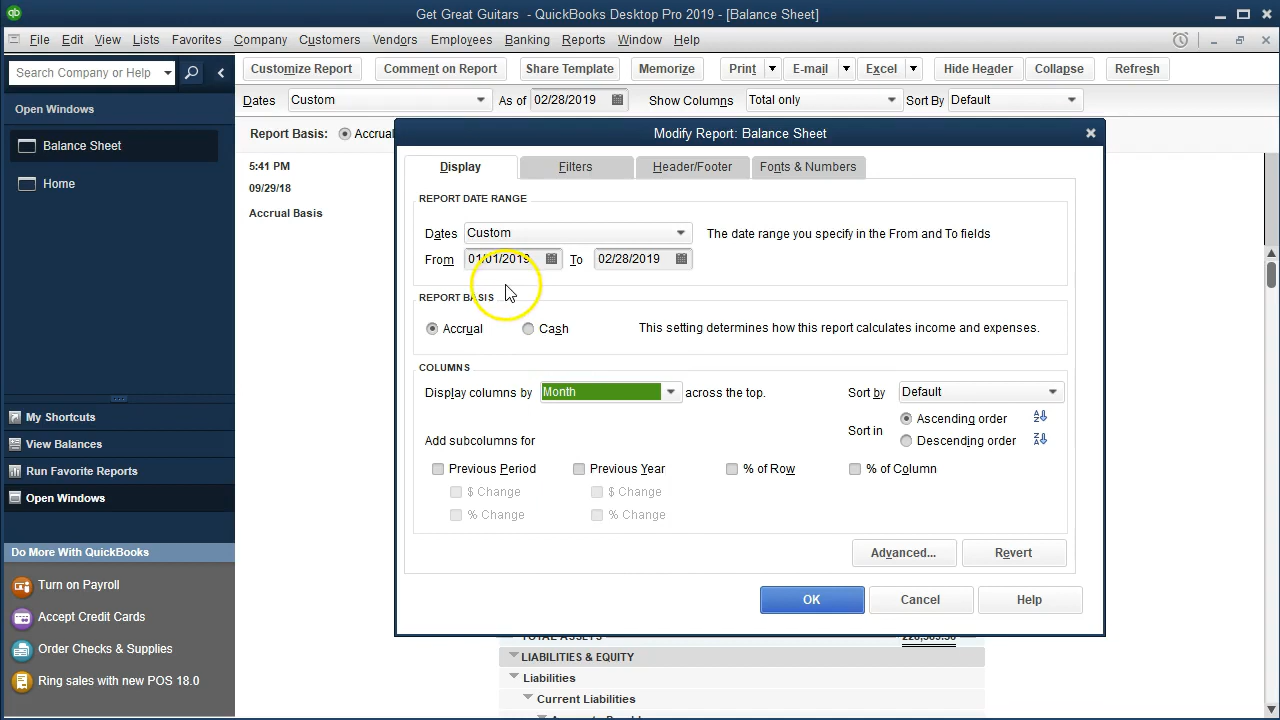 Get Great Guitars - QuickBooks Desktop Pro 2019 - [Balance Sheet]
File Edit View Lists Favorites Company Customers Vendors Employees Banking Reports Window Help
Search Company or Help
Customize Report Comment on Report Share Template Memorize Print E-mail Excel Hide Header Collapse Refresh
Dates Custom As of 02/28/2019 Show Columns Total only Sort By Default
Open Windows
Balance Sheet
Home
Report Basis: Accrual
5:41 PM
09/29/18
Accrual Basis
Modify Report: Balance Sheet
Display Filters Header/Footer Fonts & Numbers
REPORT DATE RANGE
Dates Custom The date range you specify in the From and To fields
From 01/01/2019 To 02/28/2019
REPORT BASIS
Accrual Cash This setting determines how this report calculates income and expenses.
COLUMNS
Display columns by Month across the top. Sort by Default
Add subcolumns for Sort in Ascending order
Descending order
Previous Period Previous Year % of Row % of Column
$ Change $ Change
% Change % Change
Advanced... Revert
OK Cancel Help
My Shortcuts
View Balances
Run Favorite Reports
Open Windows
Do More With QuickBooks
Turn on Payroll
Accept Credit Cards
Order Checks & Supplies
Ring sales with new POS 18.0
TOTAL ASSETS
LIABILITIES & EQUITY
Liabilities
Current Liabilities